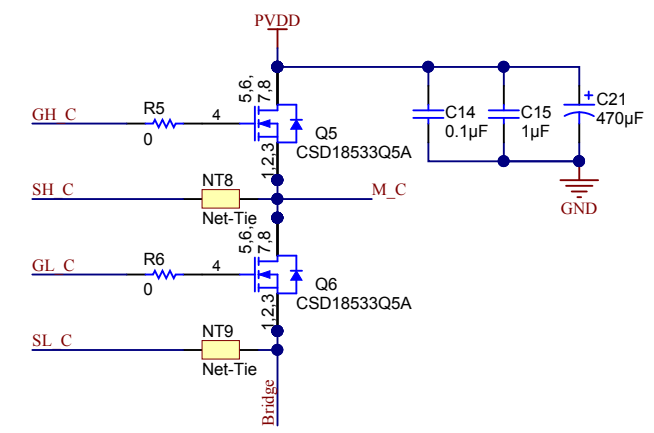 PVDD
5,6,
7,8
R5
GH_C
4
0
Q5
CSD18533Q5A
1,2,3
C14
0.1µF
C15
1µF
+
C21
470µF
GND
NT8
SH_C
M_C
Net-Tie
5,6,
7,8
R6
GL_C
4
0
Q6
CSD18533Q5A
1,2,3
NT9
SL_C
Net-Tie
Bridge